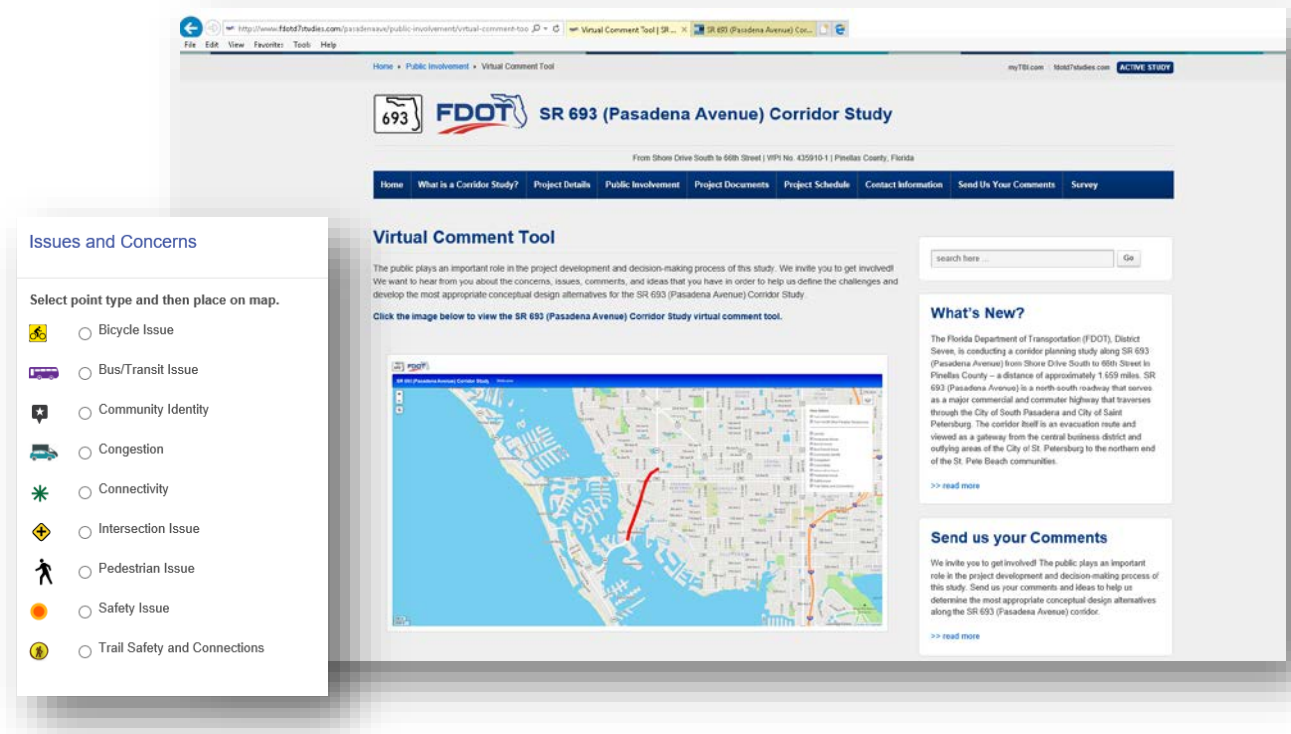 http://www.fdotd7studies.com/pasadenaave/public-involvement/virtual-comment-too
Virtual Comment Tool | SR ...
SR 693 (Pasadena Avenue) Cor...
File Edit View Favorites Tools Help
Home • Public Involvement • Virtual Comment Tool
myTBI.com fdotd7studies.com ACTIVE STUDY
693 FDOT SR 693 (Pasadena Avenue) Corridor Study
From Shore Drive South to 66th Street | WPI No. 435910-1 | Pinellas County, Florida
Home What is a Corridor Study? Project Details Public Involvement Project Documents Project Schedule Contact Information Send Us Your Comments Survey
Issues and Concerns
Select point type and then place on map.
Bicycle Issue
Bus/Transit Issue
Community Identity
Congestion
Connectivity
Intersection Issue
Pedestrian Issue
Safety Issue
Trail Safety and Connections
Virtual Comment Tool
The public plays an important role in the project development and decision-making process of this study. We invite you to get involved!
We want to hear from you about the concerns, issues, comments, and ideas that you have in order to help us define the challenges and
develop the most appropriate conceptual design alternatives for the SR 693 (Pasadena Avenue) Corridor Study.
Click the image below to view the SR 693 (Pasadena Avenue) Corridor Study virtual comment tool.
FDOT
SR 693 (Pasadena Avenue) Corridor Study
search here ...
Go
What's New?
The Florida Department of Transportation (FDOT), District
Seven, is conducting a corridor planning study along SR 693
(Pasadena Avenue) from Shore Drive South to 66th Street in
Pinellas County – a distance of approximately 1.659 miles. SR
693 (Pasadena Avenue) is a north-south roadway that serves
as a major commercial and commuter highway that traverses
through the City of South Pasadena and City of Saint
Petersburg. The corridor itself is an evacuation route and
viewed as a gateway from the central business district and
outlying areas of the City of St. Petersburg to the northern end
of the St. Pete Beach communities.
>> read more
Send us your Comments
We invite you to get involved! The public plays an important
role in the project development and decision-making process of
this study. Send us your comments and ideas to help us
determine the most appropriate conceptual design alternatives
along the SR 693 (Pasadena Avenue) corridor.
>> read more